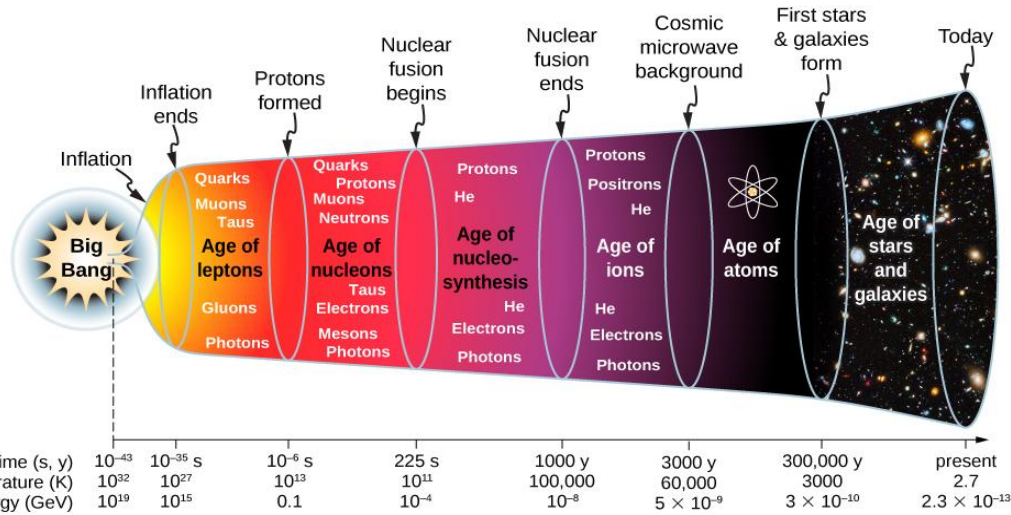 Inflation
Inflation
ends
Protons
formed
Nuclear
fusion
begins
Nuclear
fusion
ends
Cosmic
microwave
background
First stars
& galaxies
form
Today
Big
Bang
Quarks
Muons
Taus
Age of
leptons
Gluons
Photons
Quarks
Protons
Muons
Neutrons
Age of
nucleons
Taus
Electrons
Mesons
Photons
Protons
He
Age of
nucleo-
synthesis
He
Electrons
Photons
Protons
Positrons
He
Age of
ions
He
Electrons
Photons
Age of
atoms
Age of
stars
and
galaxies
ime (s, y) 10⁻⁴³ 10⁻³⁵ s 10⁻⁶ s 225 s 1000 y 3000 y 300,000 y present
rature (K) 10³² 10²⁷ 10¹³ 10¹¹ 100,000 60,000 3000 2.7
rgy (GeV) 10¹⁹ 10¹⁵ 0.1 10⁻⁴ 10⁻⁸ 5 × 10⁻⁹ 3 × 10⁻¹⁰ 2.3 × 10⁻¹³